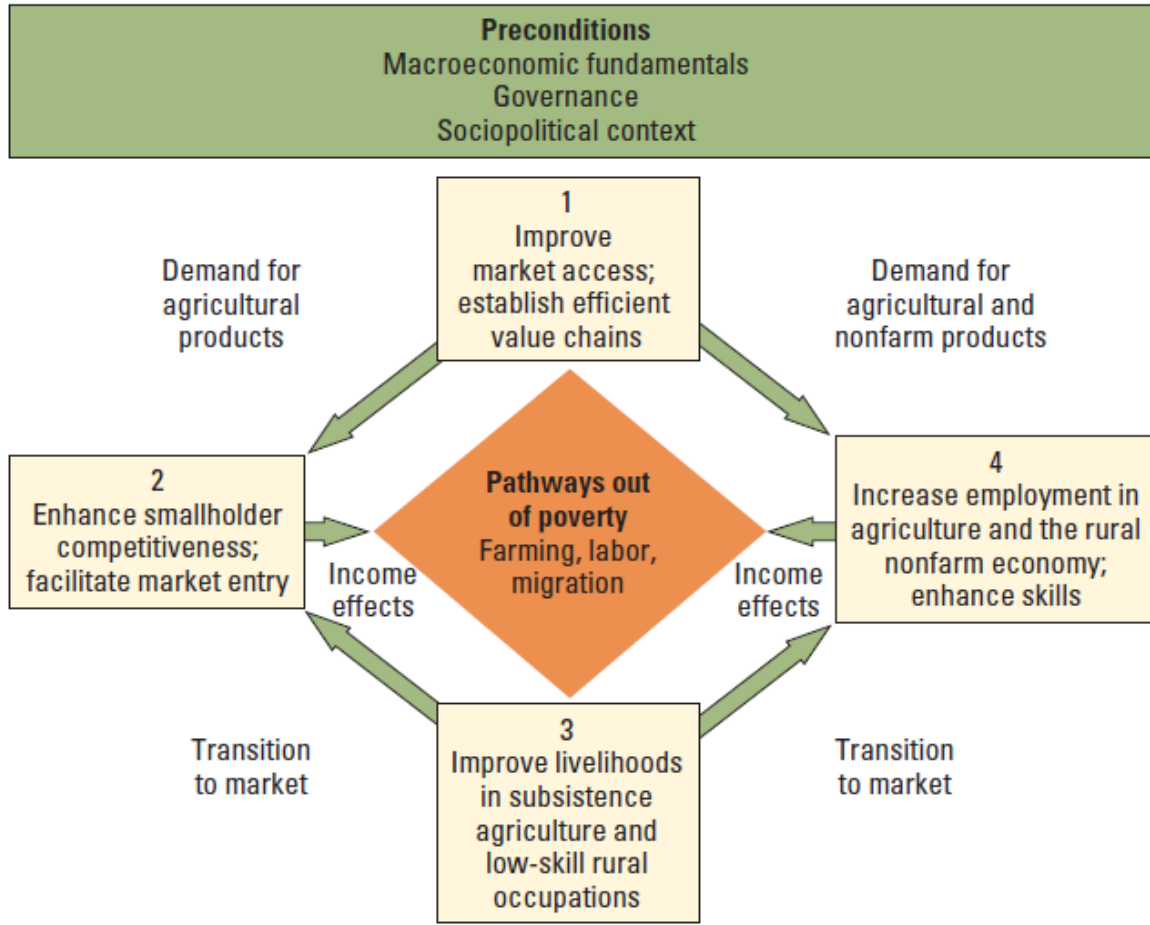 Preconditions
Macroeconomic fundamentals
Governance
Sociopolitical context
1
Improve
market access;
establish efficient
value chains
Demand for
agricultural
products
Demand for
agricultural and
nonfarm products
2
Enhance smallholder
competitiveness;
facilitate market entry
Pathways out
of poverty
Farming, labor,
migration
4
Increase employment in
agriculture and the rural
nonfarm economy;
enhance skills
Income
effects
Income
effects
3
Improve livelihoods
in subsistence
agriculture and
low-skill rural
occupations
Transition
to market
Transition
to market